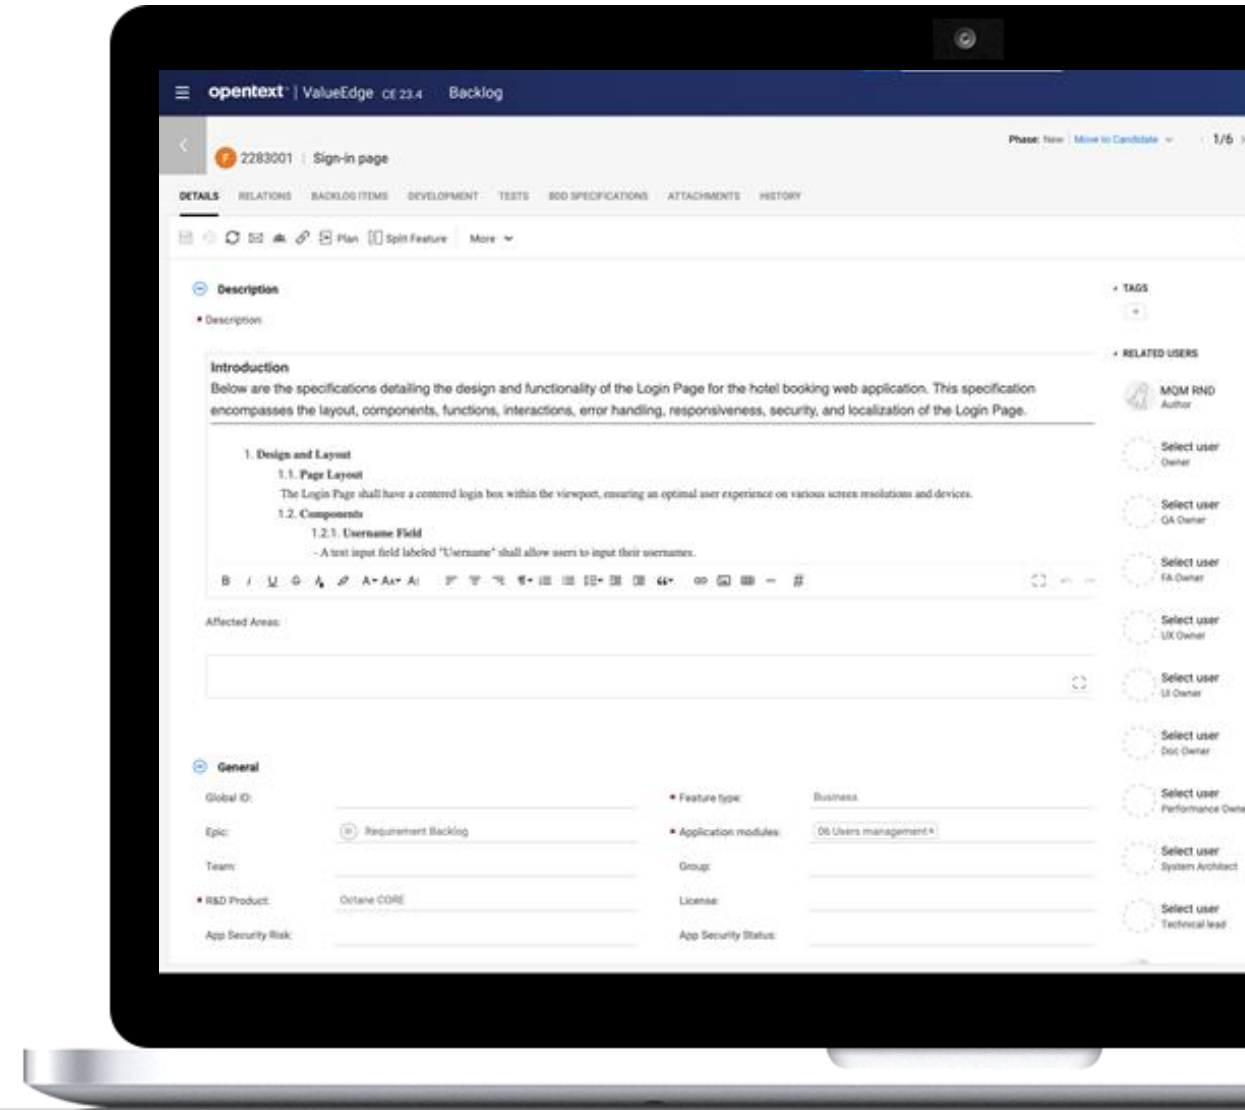 opentext | ValueEdge CE 23.4 Backlog
F 2283001 | Sign-in page
Phase: New | Move to Candidate 1/6
DETAILS RELATIONS BACKLOG ITEMS DEVELOPMENT TESTS BDD SPECIFICATIONS ATTACHMENTS HISTORY
Plan Split Feature More
Description
Description:
Introduction
Below are the specifications detailing the design and functionality of the Login Page for the hotel booking web application. This specification
encompasses the layout, components, functions, interactions, error handling, responsiveness, security, and localization of the Login Page.
1. Design and Layout
1.1. Page Layout
The Login Page shall have a centered login box within the viewport, ensuring an optimal user experience on various screen resolutions and devices.
1.2. Components
1.2.1. Username Field
- A text input field labeled "Username" shall allow users to input their usernames.
Affected Areas:
General
Global ID:
Feature type: Business
Epic: Requirement Backlog
Application modules: 06 Users management
Team:
Group:
R&D Product: Octane CORE
License:
App Security Risk:
App Security Status:
TAGS
+
RELATED USERS
MQM RND
Author
Select user
Owner
Select user
QA Owner
Select user
FA Owner
Select user
UX Owner
Select user
UI Owner
Select user
Doc Owner
Select user
Performance Owne
Select user
System Architect
Select user
Technical lead